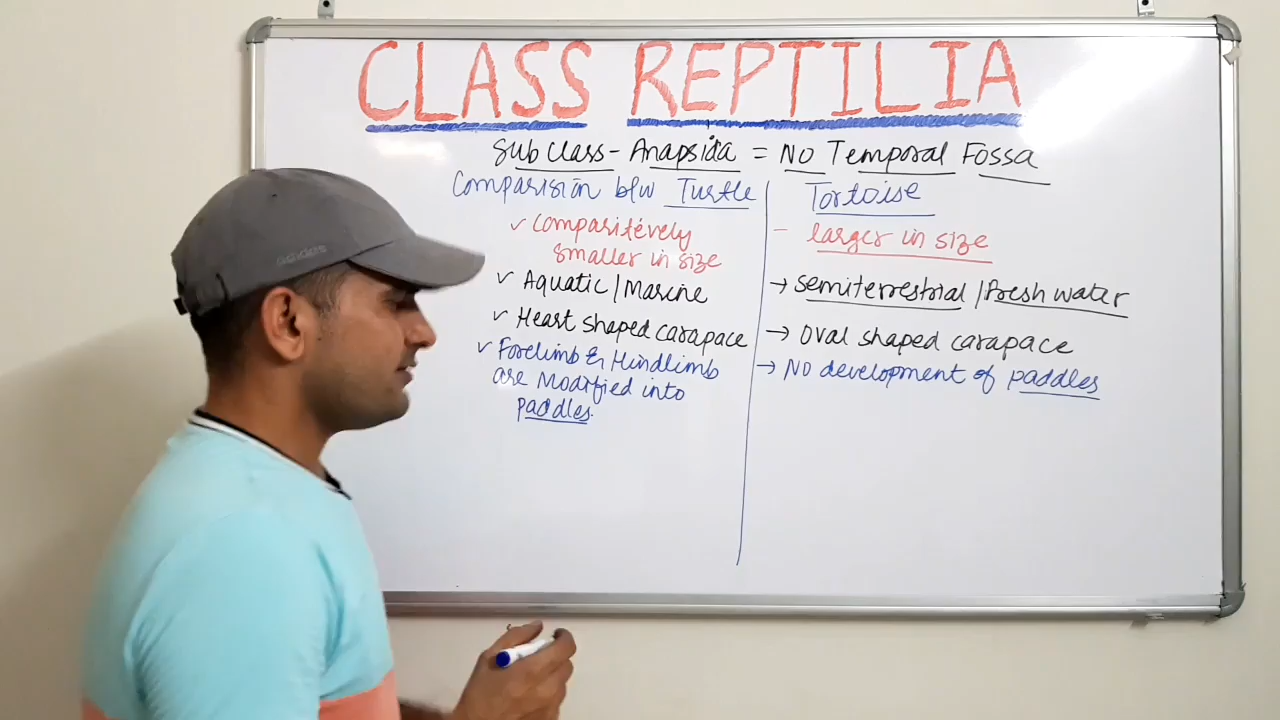 CLASS REPTILIA
Sub Class - Anapsida = No Temporal Fossa
Comparision b/w Turtle
Tortoise
✓ Comparitévely
smaller in size
- larger in size
✓ Aquatic/Marine
→ Semiterrestrial/Fresh water
✓ Heart shaped carapace
→ Oval shaped carapace
✓ Forelimb & Hindlimb
are Modified into
paddles.
→ No development of paddles
adidas